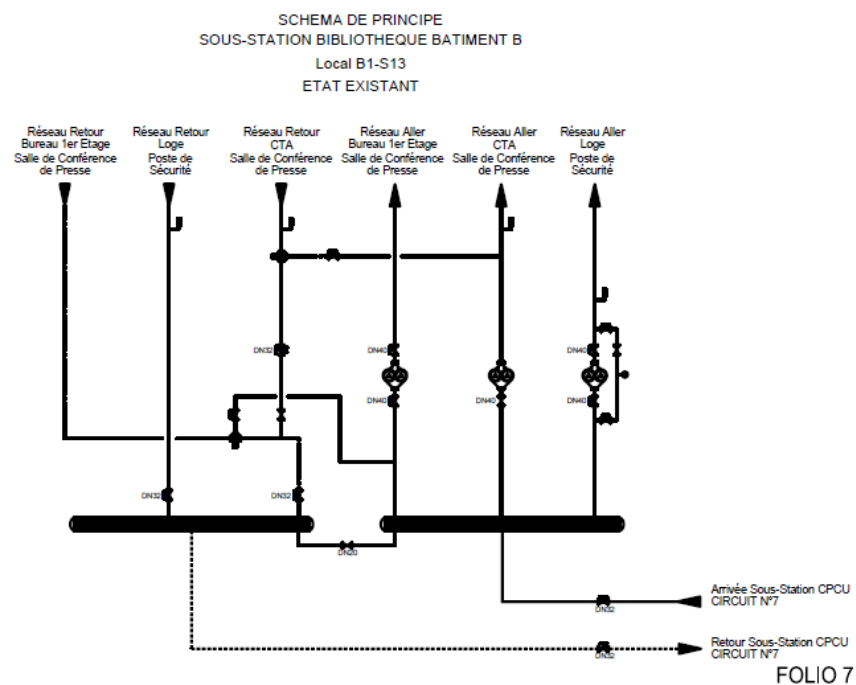 SCHEMA DE PRINCIPE
SOUS-STATION BIBLIOTHEQUE BATIMENT B
Local B1-S13
ETAT EXISTANT
Réseau Retour
Bureau 1er Etage
Salle de Conférence
de Presse
Réseau Retour
Loge
Poste de
Sécurité
Réseau Retour
CTA
Salle de Conférence
de Presse
Réseau Aller
Bureau 1er Etage
Salle de Conférence
de Presse
Réseau Aller
CTA
Salle de Conférence
de Presse
Réseau Aller
Loge
Poste de
Sécurité
DN32
DN40
DN40
DN40
DN40
DN40
DN32
DN32
DN20
Arrivée Sous-Station CPCU
CIRCUIT N°7
DN32
Retour Sous-Station CPCU
CIRCUIT N°7
DN32
FOLIO 7